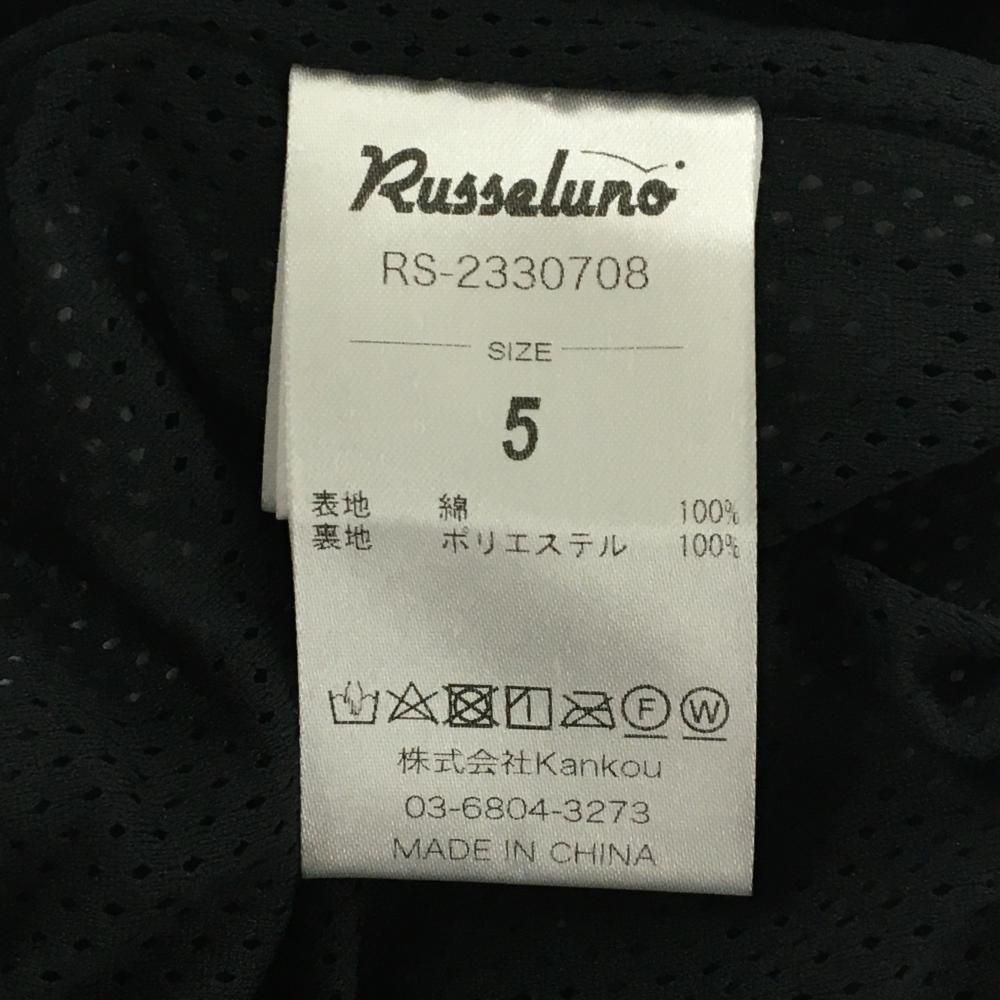 Russeluno
RS-2330708
SIZE
5
表地 綿 100%
裏地 ポリエステル 100%
F W
株式会社Kankou
03-6804-3273
MADE IN CHINA